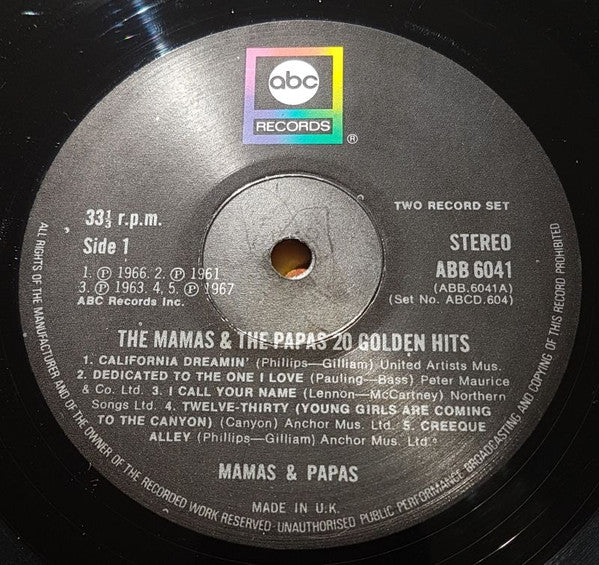 abc
RECORDS
®
33⅓ r.p.m.
Side 1
1. Ⓟ 1966. 2. Ⓟ 1961
3. Ⓟ 1963. 4, 5. Ⓟ 1967
ABC Records Inc.
TWO RECORD SET
STEREO
ABB 6041
(ABB.6041A)
(Set No. ABCD.604)
THE MAMAS & THE PAPAS 20 GOLDEN HITS
1. CALIFORNIA DREAMIN' (Phillips—Gilliam) United Artists Mus.
2. DEDICATED TO THE ONE I LOVE (Pauling—Bass) Peter Maurice
& Co. Ltd. 3. I CALL YOUR NAME (Lennon—McCartney) Northern
Songs Ltd. 4. TWELVE-THIRTY (YOUNG GIRLS ARE COMING
TO THE CANYON) (Canyon) Anchor Mus. Ltd. 5. CREEQUE
ALLEY (Phillips—Gilliam) Anchor Mus. Ltd.
MAMAS & PAPAS
MADE IN U.K.
ALL RIGHTS OF THE MANUFACTURER AND OF THE OWNER OF THE RECORDED WORK RESERVED · UNAUTHORISED PUBLIC PERFORMANCE BROADCASTING AND COPYING OF THIS RECORD PROHIBITED